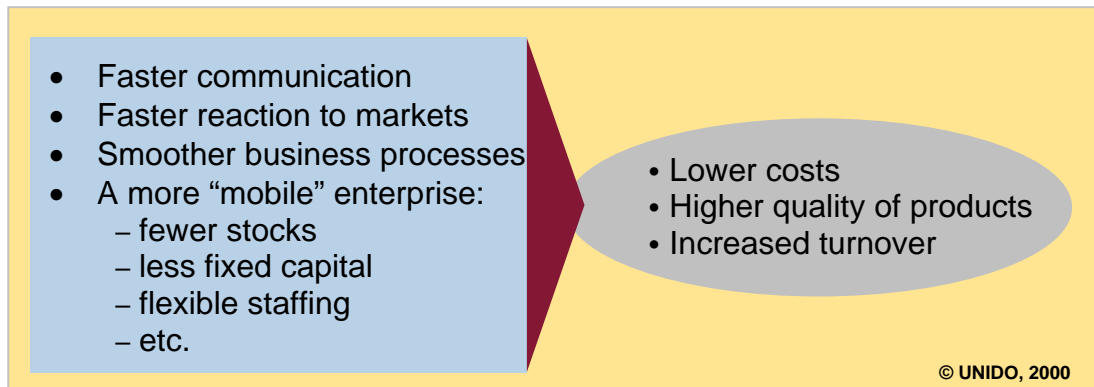 • Faster communication
• Faster reaction to markets
• Smoother business processes
• A more “mobile” enterprise:
– fewer stocks
– less fixed capital
– flexible staffing
– etc.
• Lower costs
• Higher quality of products
• Increased turnover
© UNIDO, 2000